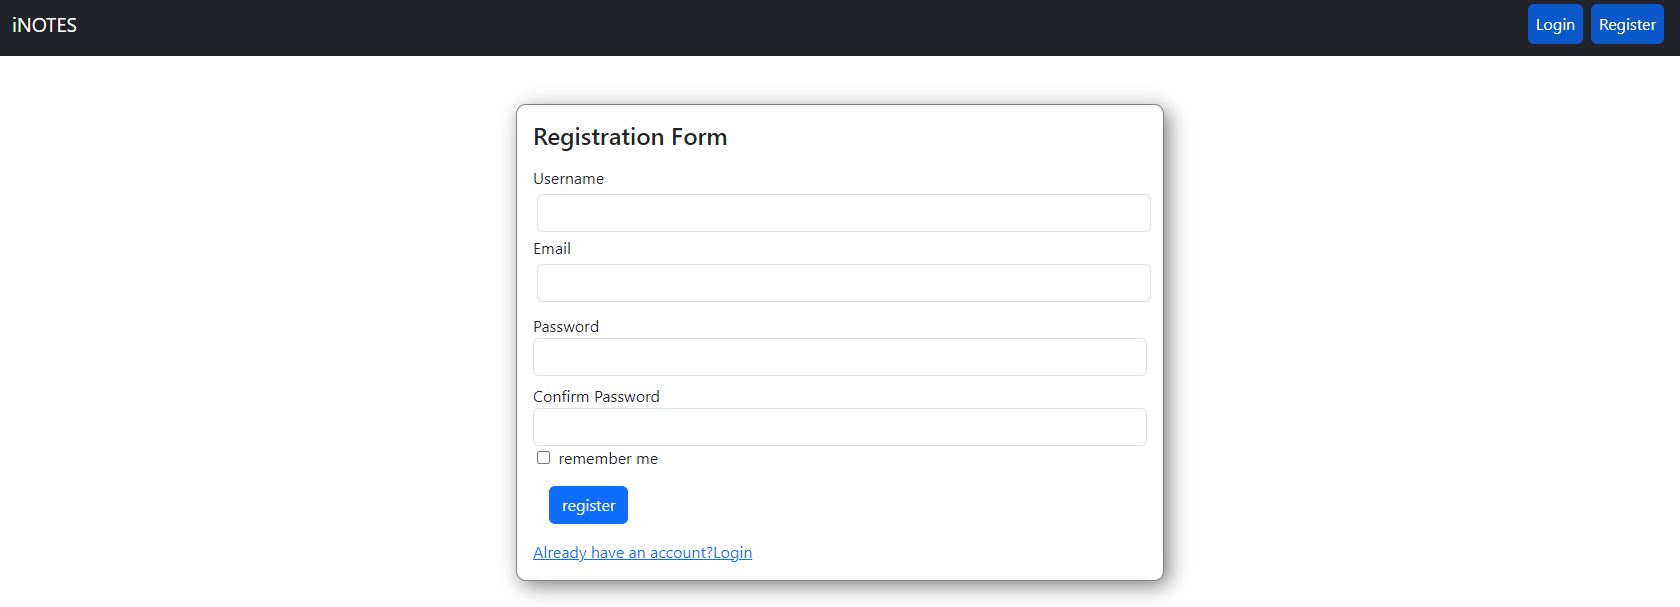 iNOTES
Login
Register
Registration Form
Username
Email
Password
Confirm Password
remember me
register
Already have an account?Login